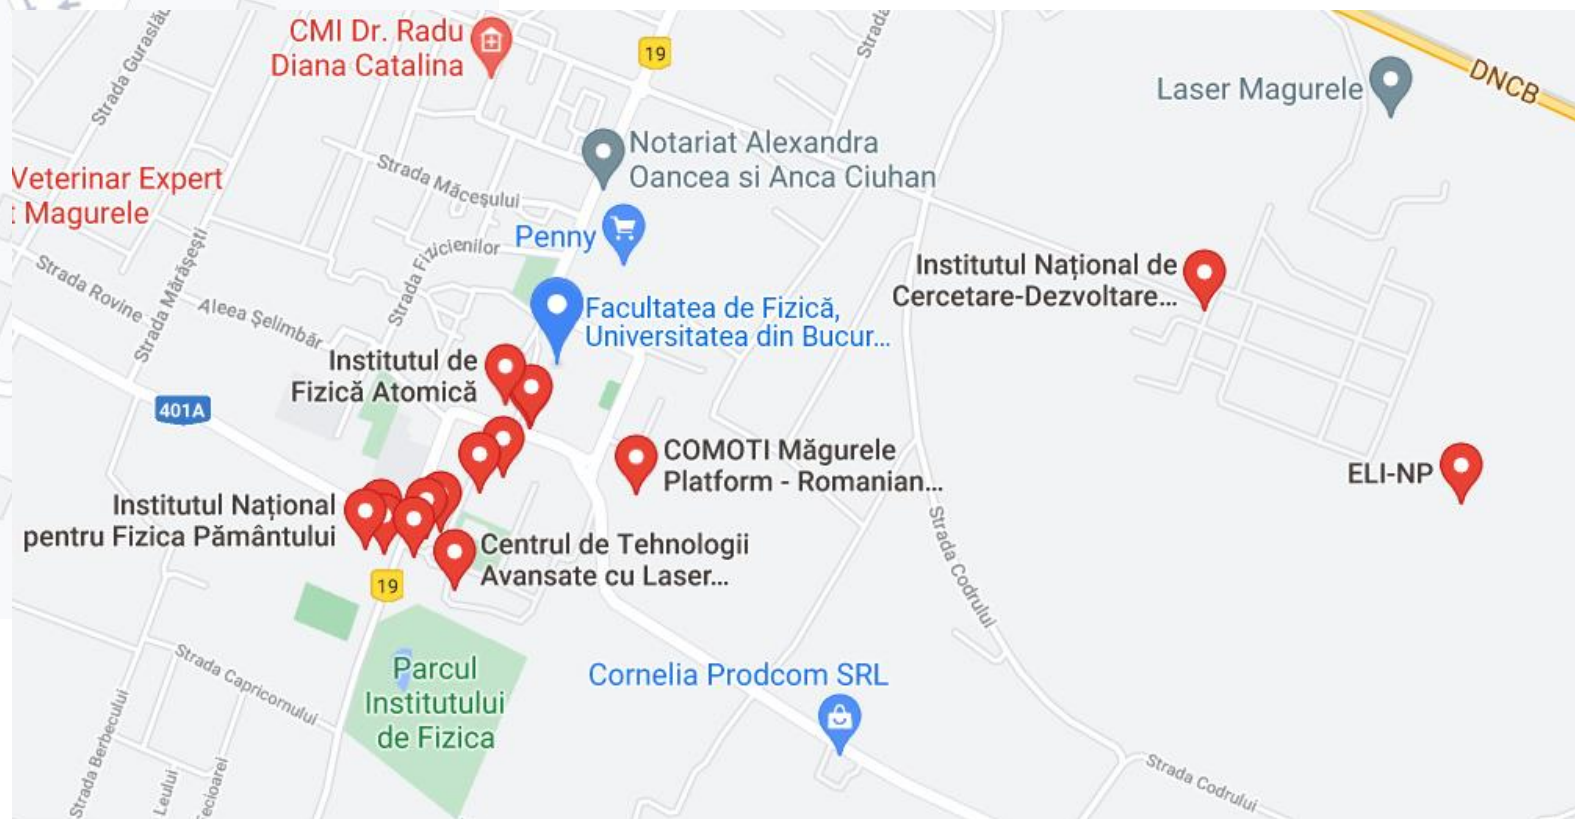 CMI Dr. Radu
Diana Catalina
19
Strada
DNCB
Laser Magurele
Strada Guraslău
Notariat Alexandra
Oancea si Anca Ciuhan
Veterinar Expert
Magurele
Strada Măceșului
Penny
Strada Fizicienilor
Strada Mărășești
Strada Rovine
Aleea Șelimbăr
Institutul Național de
Cercetare-Dezvoltare...
Facultatea de Fizică,
Universitatea din Bucur...
Institutul de
Fizică Atomică
401A
COMOTI Măgurele
Platform - Romanian...
ELI-NP
Institutul Național
pentru Fizica Pământului
Centrul de Tehnologii
Avansate cu Laser...
Strada Codrului
19
Parcul
Institutului
de Fizica
Cornelia Prodcom SRL
Strada Capricornului
Strada Berbecului
Leului
Strada Codrului